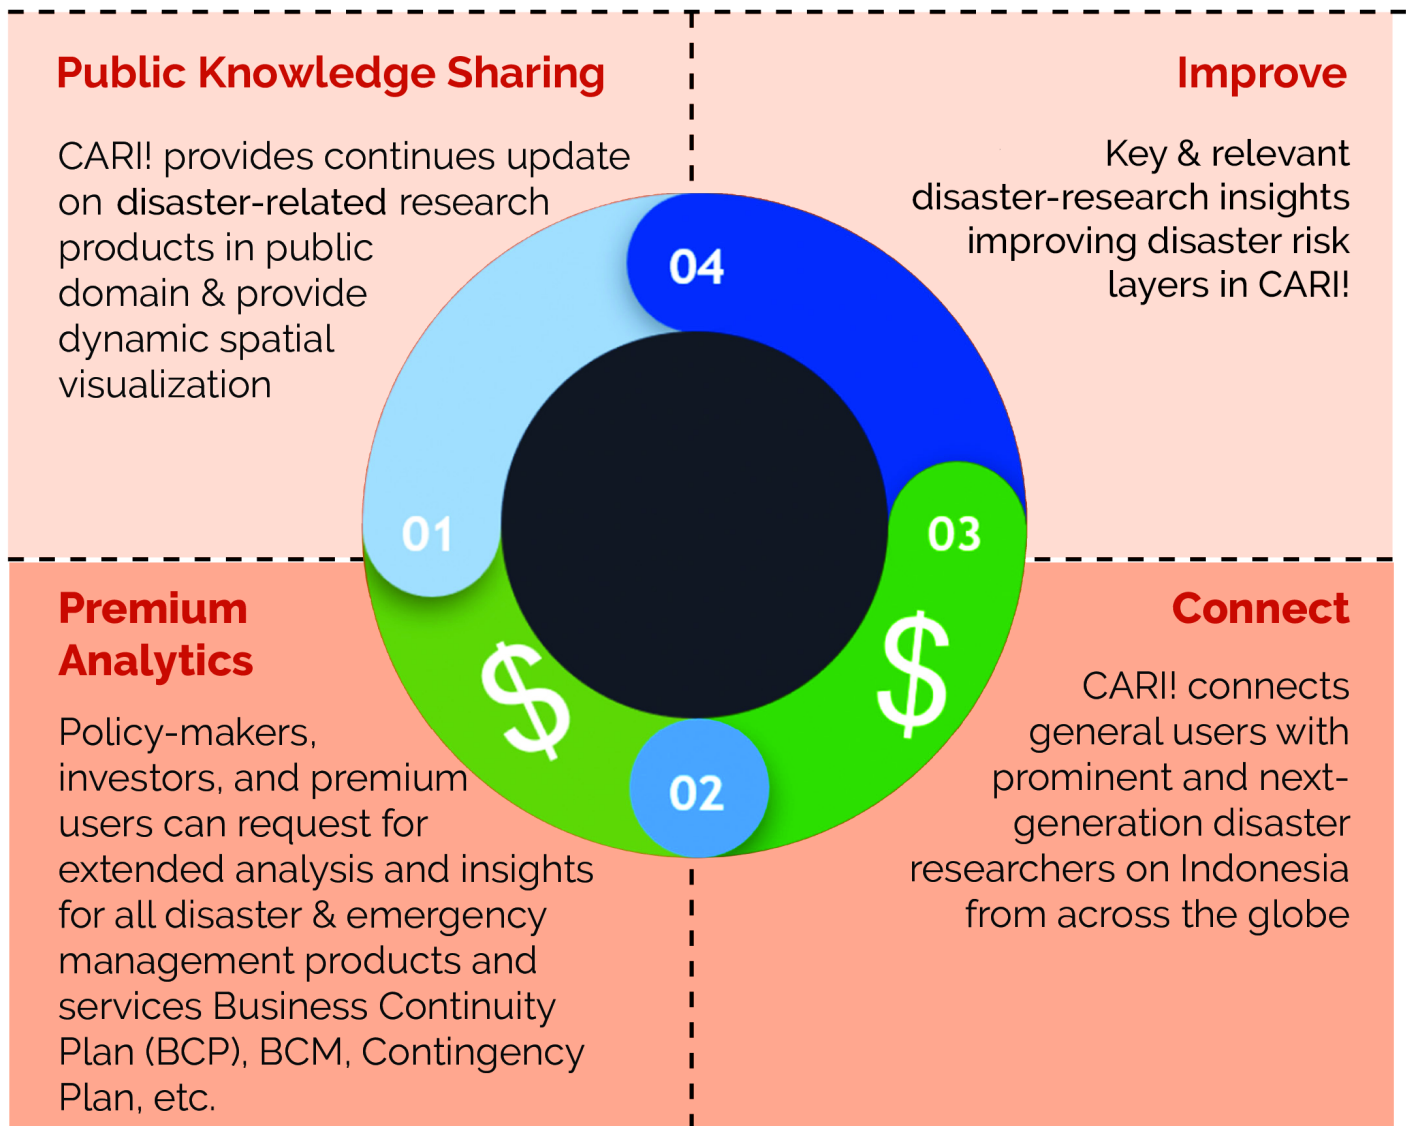 Public Knowledge Sharing
CARI! provides continues update
on disaster-related research
products in public
domain & provide
dynamic spatial
visualization
Improve
Key & relevant
disaster-research insights
improving disaster risk
layers in CARI!
04
01
03
02
$
$
Premium
Analytics
Policy-makers,
investors, and premium
users can request for
extended analysis and insights
for all disaster & emergency
management products and
services Business Continuity
Plan (BCP), BCM, Contingency
Plan, etc.
Connect
CARI! connects
general users with
prominent and next-
generation disaster
researchers on Indonesia
from across the globe